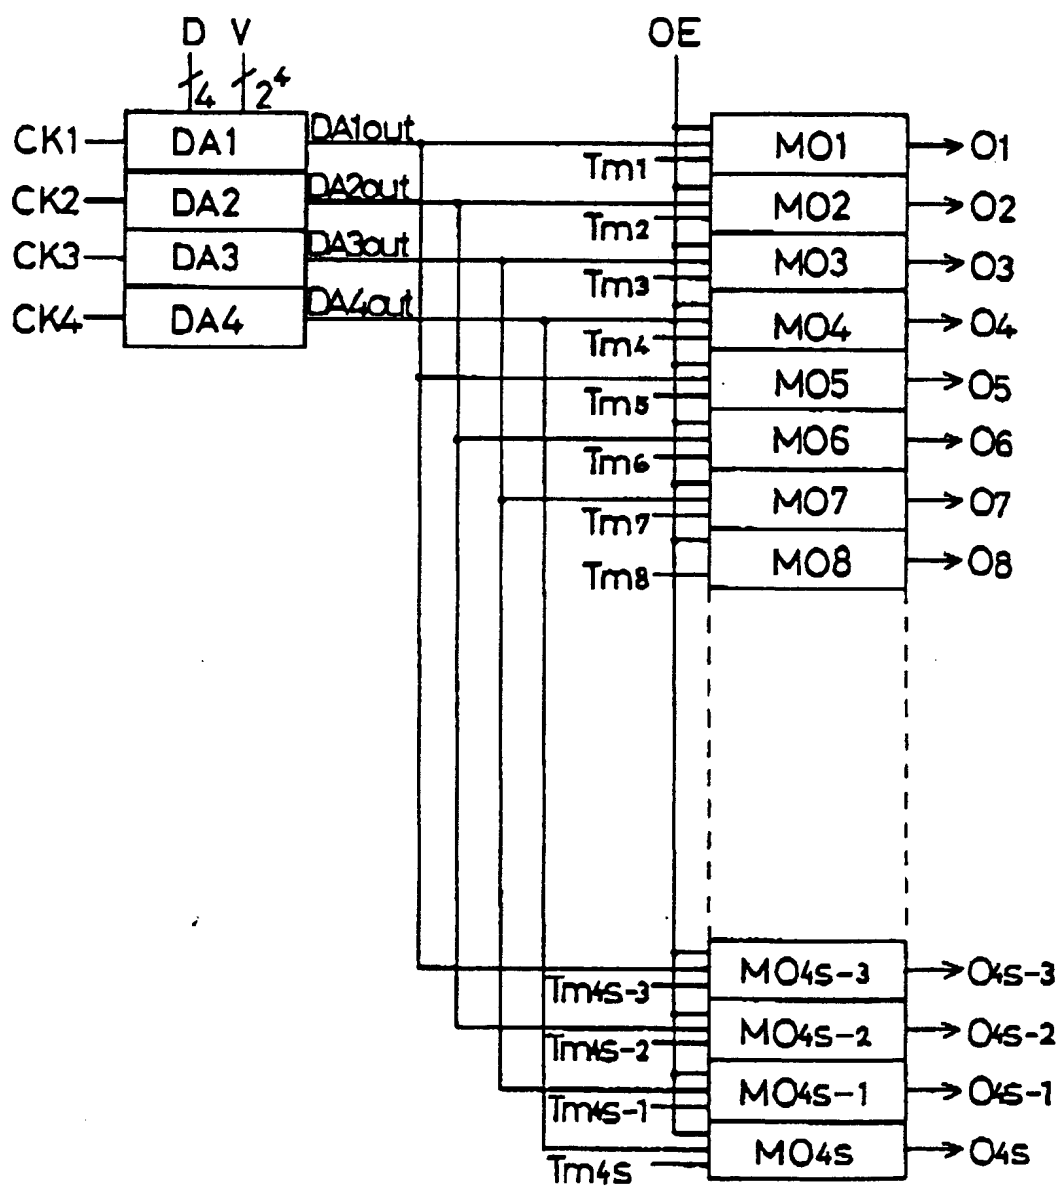 D V OE
4 2⁴
CK1 DA1 DA1out Tm1 MO1 O1
CK2 DA2 DA2out Tm2 MO2 O2
CK3 DA3 DA3out Tm3 MO3 O3
CK4 DA4 DA4out Tm4 MO4 O4
Tm5 MO5 O5
Tm6 MO6 O6
Tm7 MO7 O7
Tm8 MO8 O8
Tm4s-3 MO4s-3 O4s-3
Tm4s-2 MO4s-2 O4s-2
Tm4s-1 MO4s-1 O4s-1
Tm4s MO4s O4s